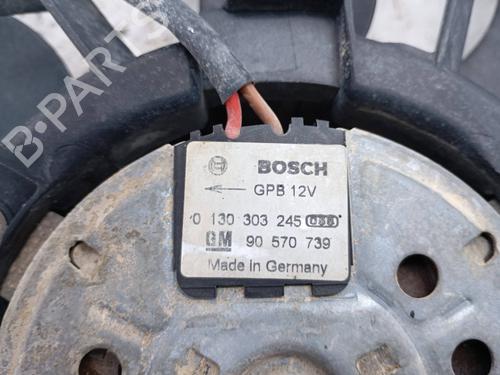 BOSCH
GPB 12V
0 130 303 245
GM 90 570 739
Made in Germany
B-PARTS